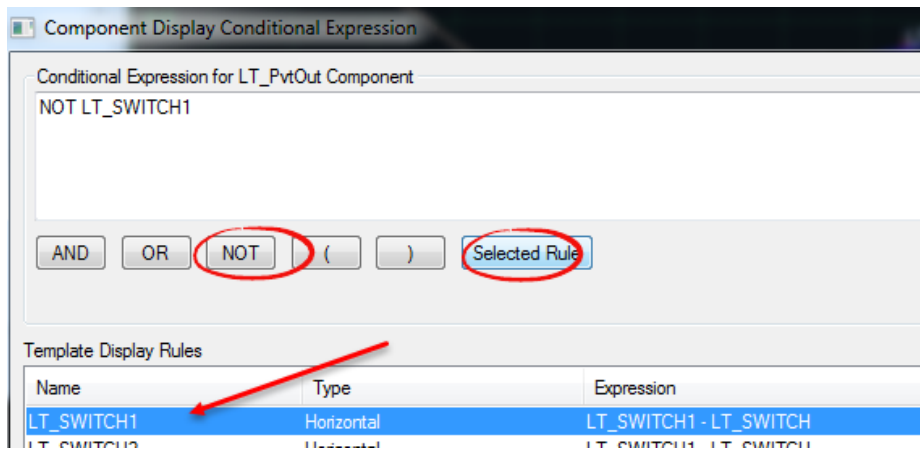 Component Display Conditional Expression
Conditional Expression for LT_PvtOut Component
NOT LT_SWITCH1
AND OR NOT ( ) Selected Rule
Template Display Rules
Name Type Expression
LT_SWITCH1 Horizontal LT_SWITCH1 - LT_SWITCH